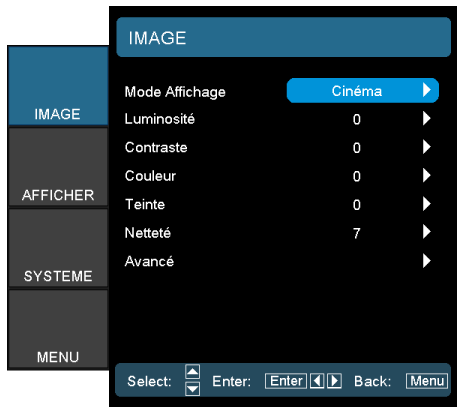 IMAGE
IMAGE
AFFICHER
SYSTEME
MENU
Mode Affichage Cinéma
Luminosité 0
Contraste 0
Couleur 0
Teinte 0
Netteté 7
Avancé
Select: Enter: Enter Back: Menu